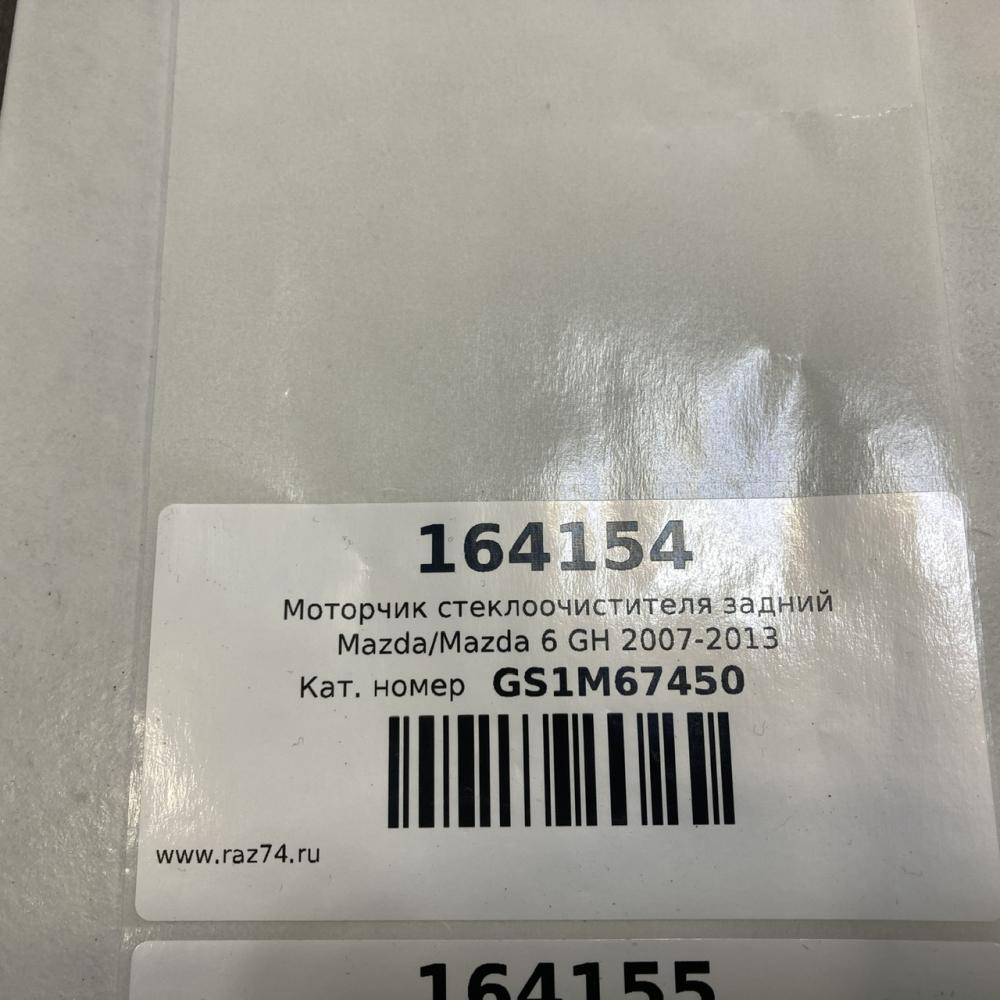 164154
Моторчик стеклоочистителя задний
Mazda/Mazda 6 GH 2007-2013
Кат. номер GS1M67450
www.raz74.ru
164155